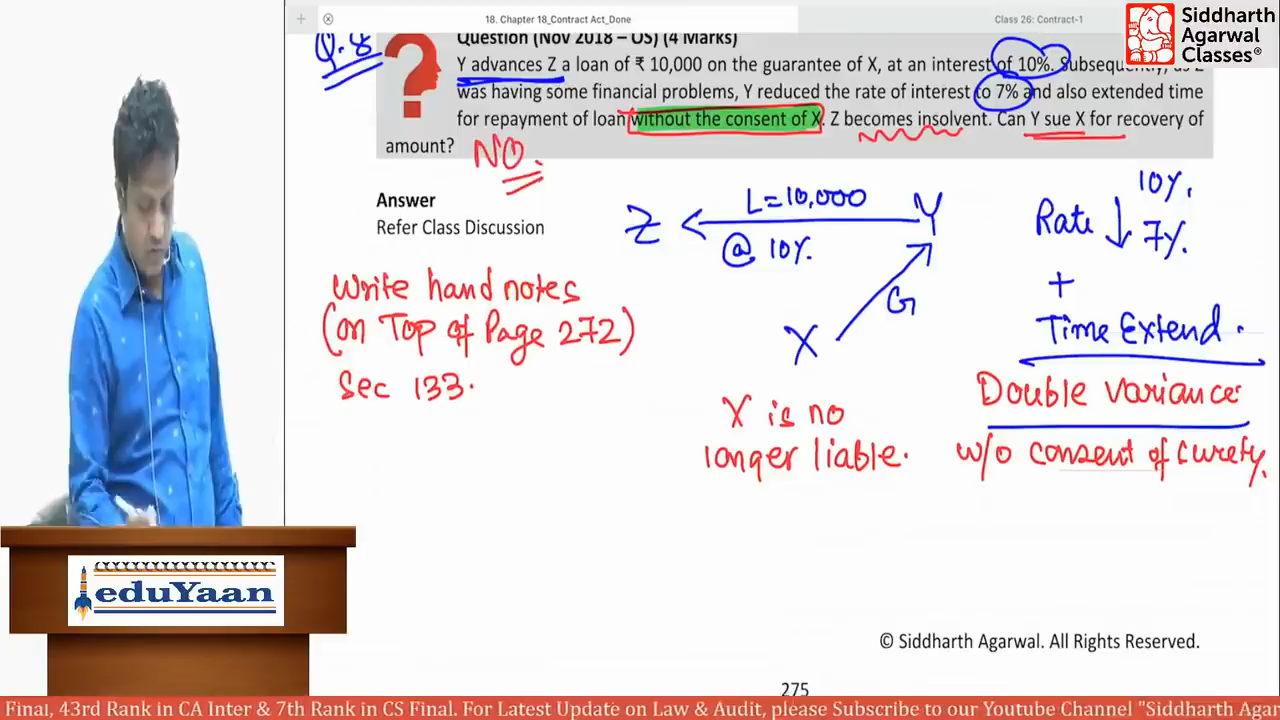 18. Chapter 18_Contract Act_Done
Class 26: Contract-1
Siddharth
Agarwal
Classes®
Q.8
Question (Nov 2018 – OS) (4 Marks)
Y advances Z a loan of ₹ 10,000 on the guarantee of X, at an interest of 10%. Subsequently, as Z
was having some financial problems, Y reduced the rate of interest to 7% and also extended time
for repayment of loan without the consent of X. Z becomes insolvent. Can Y sue X for recovery of
amount?
NO.
Answer
Refer Class Discussion
Write hand notes
(on Top of Page 272)
Sec 133.
Z
L=10,000
@ 10%.
Y
G
X
X is no
longer liable.
Rate ↓ 10%.
7%.
+
Time Extend.
Double variance
w/o consent of curety.
eduYaan
© Siddharth Agarwal. All Rights Reserved.
275
Final, 43rd Rank in CA Inter & 7th Rank in CS Final. For Latest Update on Law & Audit, please Subscribe to our Youtube Channel "Siddharth Agar